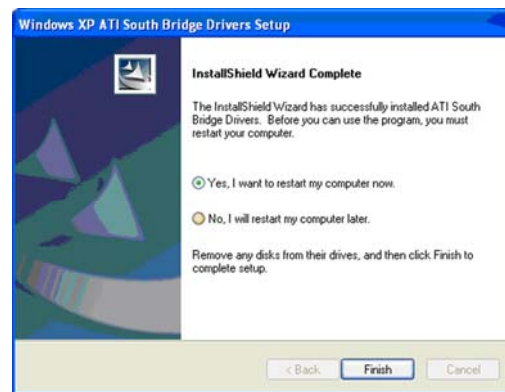 Windows XP ATI South Bridge Drivers Setup
InstallShield Wizard Complete
The InstallShield Wizard has successfully installed ATI South
Bridge Drivers. Before you can use the program, you must
restart your computer.
Yes, I want to restart my computer now.
No, I will restart my computer later.
Remove any disks from their drives, and then click Finish to
complete setup.
< Back Finish Cancel